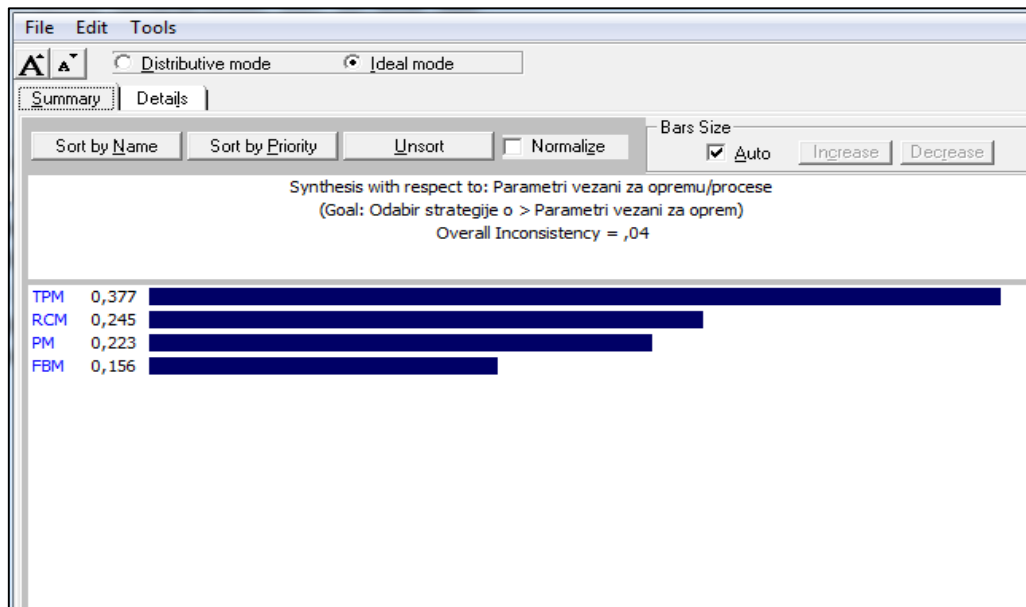 File Edit Tools
A A Distributive mode Ideal mode
Summary Details
Sort by Name Sort by Priority Unsort Normalize Bars Size Auto Increase Decrease
Synthesis with respect to: Parametri vezani za opremu/procese
(Goal: Odabir strategije o > Parametri vezani za oprem)
Overall Inconsistency = ,04
TPM 0,377
RCM 0,245
PM 0,223
FBM 0,156